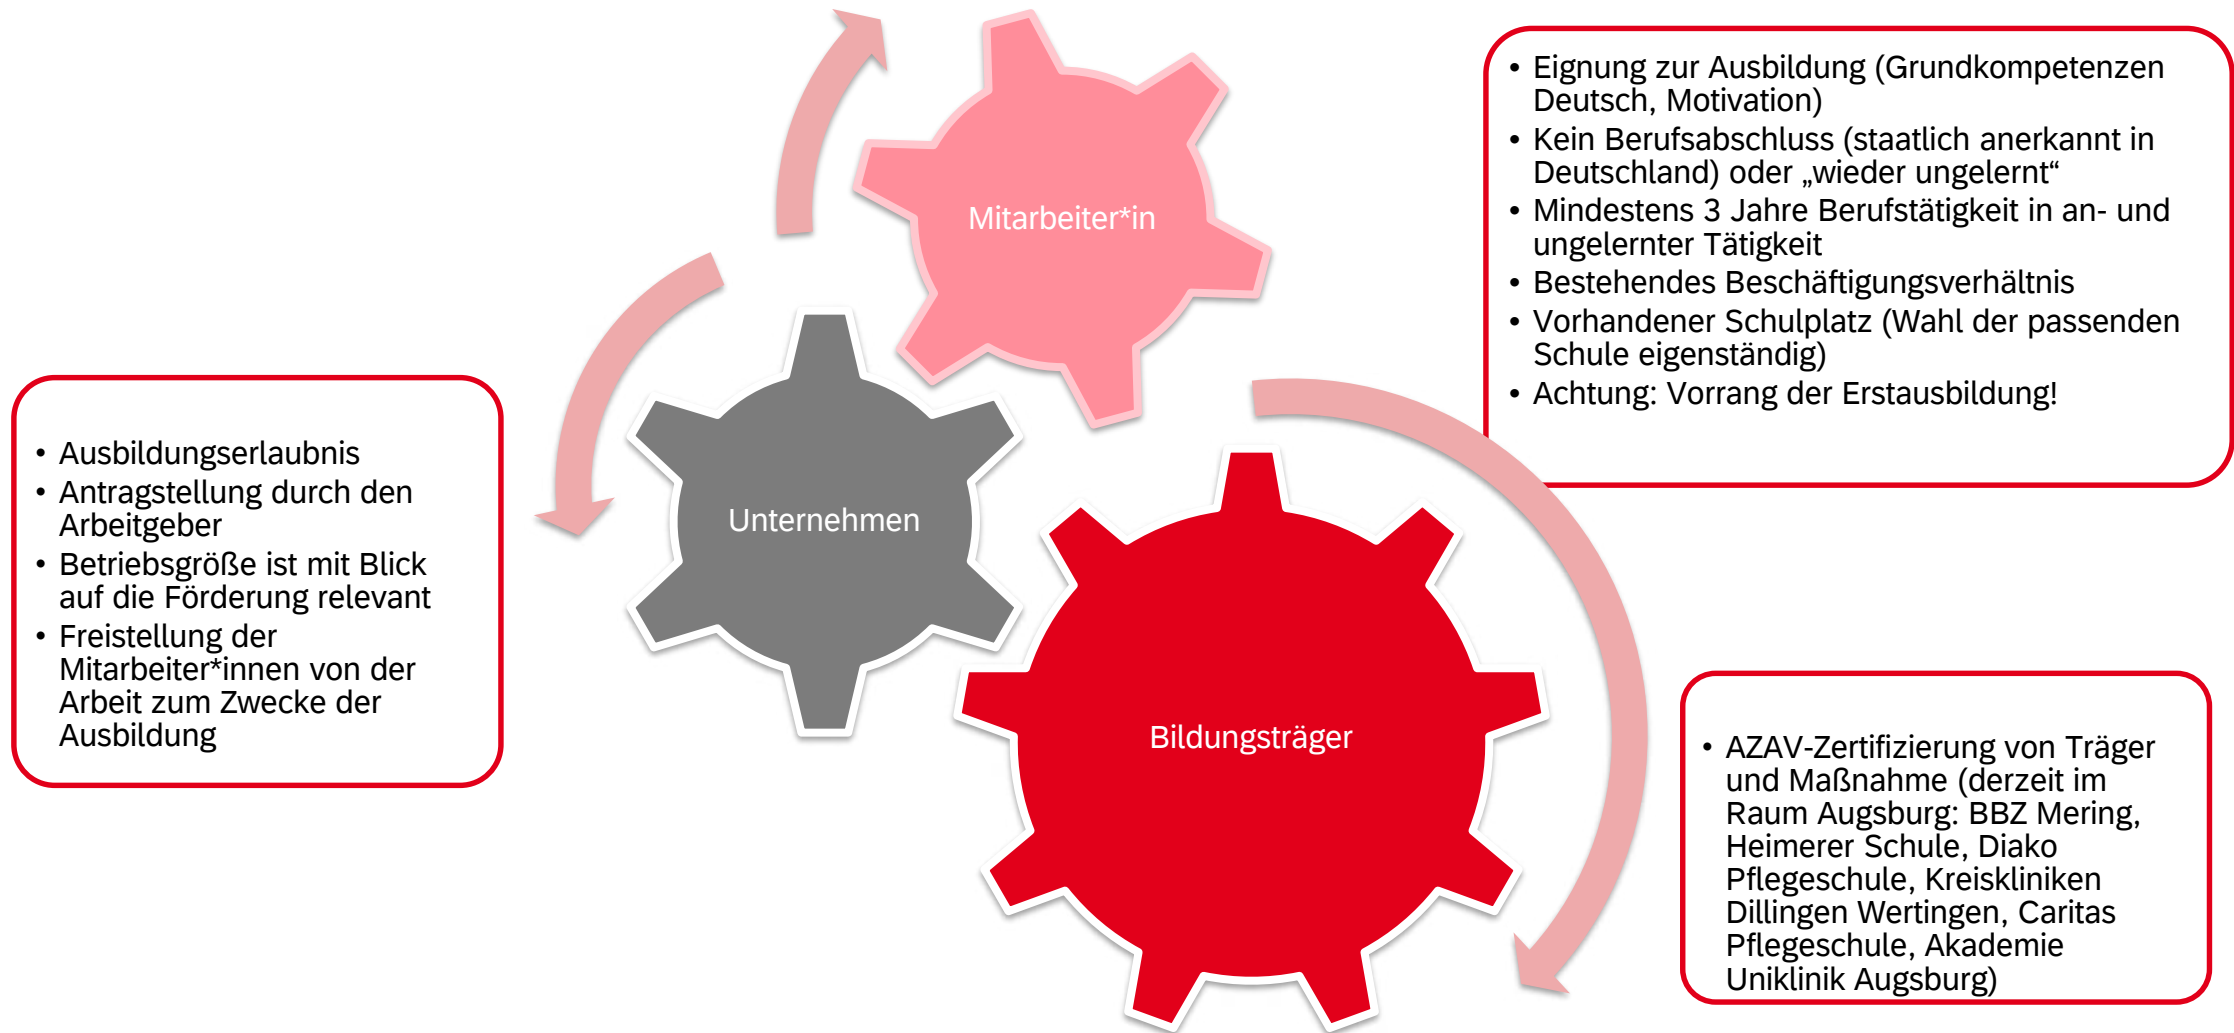 Mitarbeiter*in
• Eignung zur Ausbildung (Grundkompetenzen
Deutsch, Motivation)
• Kein Berufsabschluss (staatlich anerkannt in
Deutschland) oder „wieder ungelernt“
• Mindestens 3 Jahre Berufstätigkeit in an- und
ungelernter Tätigkeit
• Bestehendes Beschäftigungsverhältnis
• Vorhandener Schulplatz (Wahl der passenden
Schule eigenständig)
• Achtung: Vorrang der Erstausbildung!
Unternehmen
• Ausbildungserlaubnis
• Antragstellung durch den
Arbeitgeber
• Betriebsgröße ist mit Blick
auf die Förderung relevant
• Freistellung der
Mitarbeiter*innen von der
Arbeit zum Zwecke der
Ausbildung
Bildungsträger
• AZAV-Zertifizierung von Träger
und Maßnahme (derzeit im
Raum Augsburg: BBZ Mering,
Heimerer Schule, Diako
Pflegeschule, Kreiskliniken
Dillingen Wertingen, Caritas
Pflegeschule, Akademie
Uniklinik Augsburg)